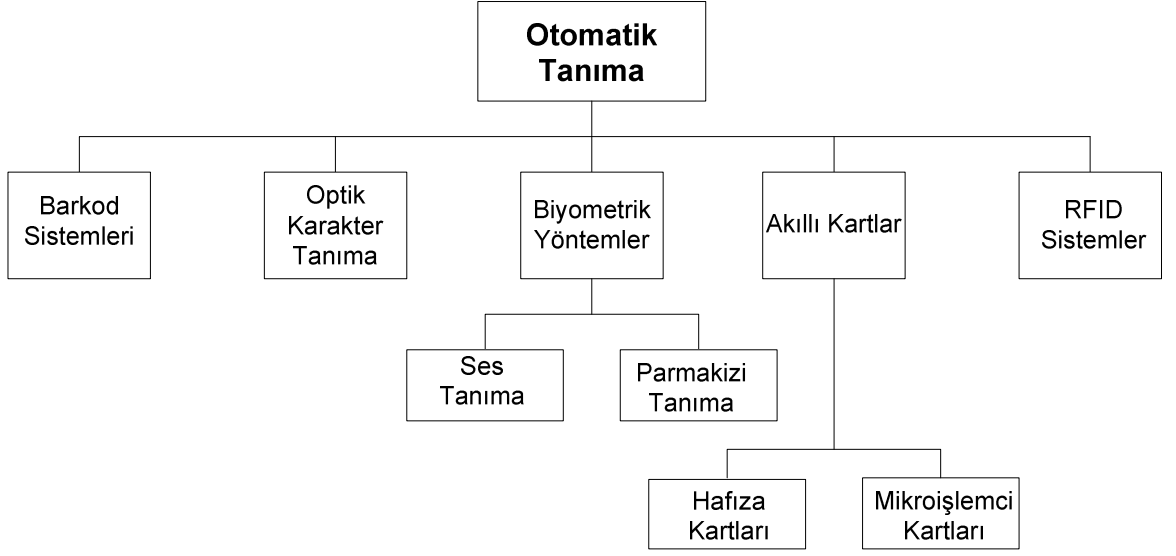 Otomatik
Tanıma
Barkod
Sistemleri
Optik
Karakter
Tanıma
Biyometrik
Yöntemler
Akıllı Kartlar
RFID
Sistemler
Ses
Tanıma
Parmakizi
Tanıma
Hafıza
Kartları
Mikroişlemci
Kartları